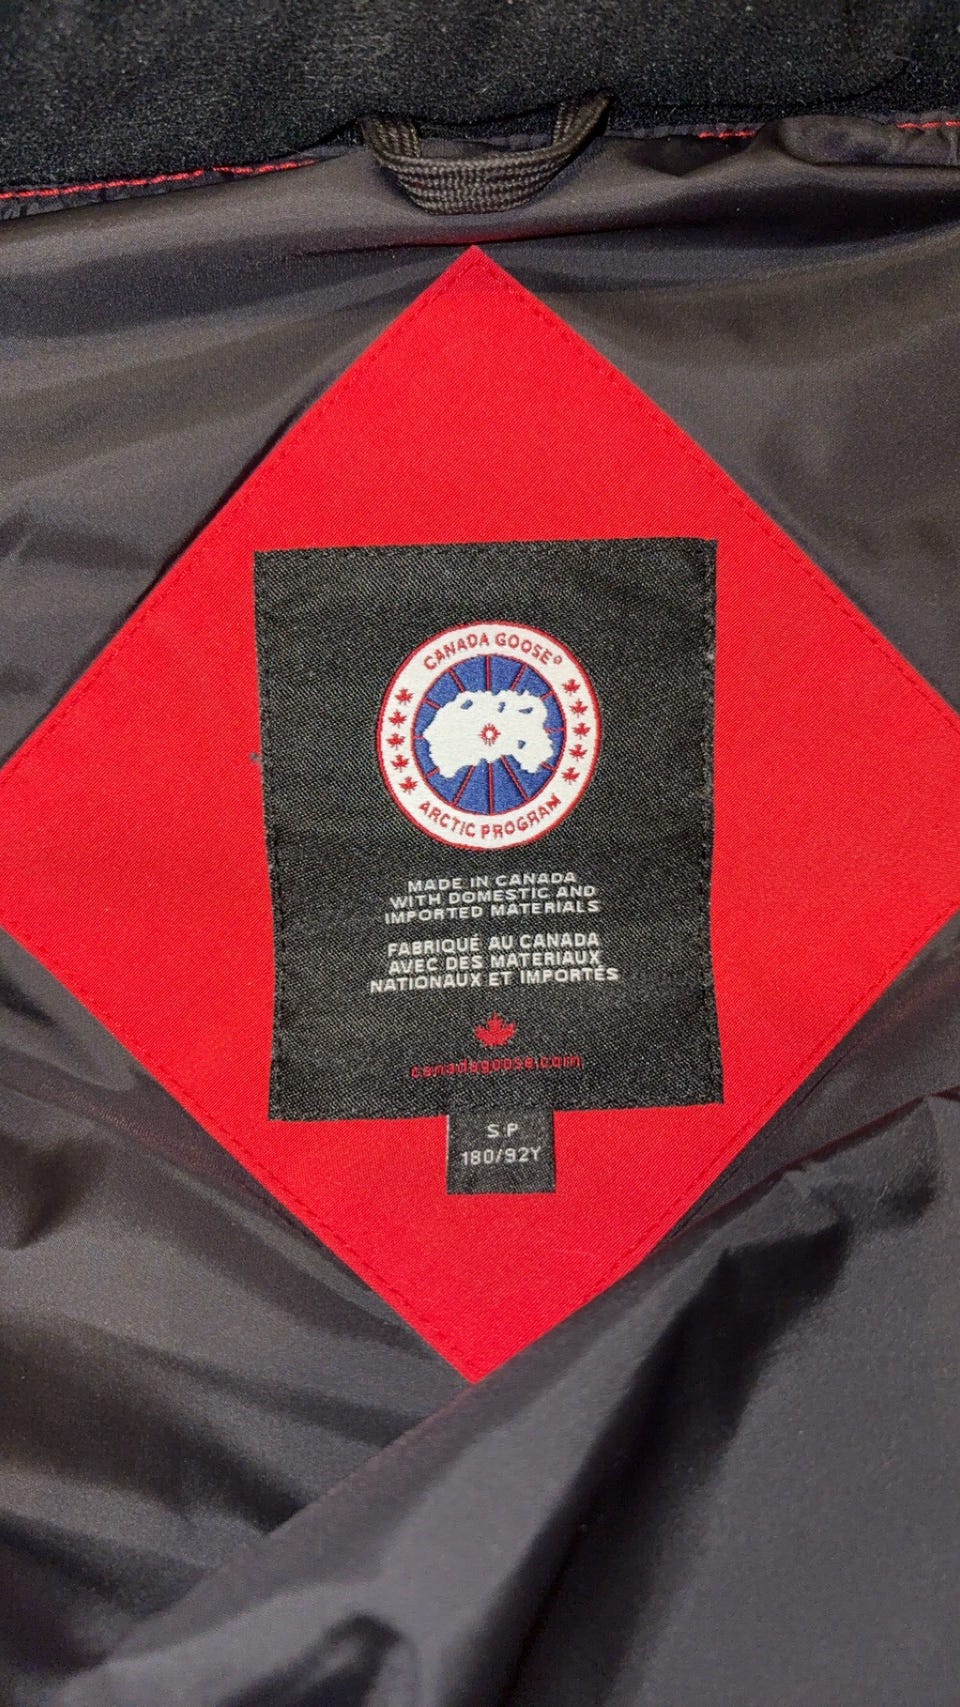 CANADA GOOSE®
ARCTIC PROGRAM
MADE IN CANADA
WITH DOMESTIC AND
IMPORTED MATERIALS
FABRIQUÉ AU CANADA
AVEC DES MATERIAUX
NATIONAUX ET IMPORTÉS
canadagoose.com
S.P
180/92Y